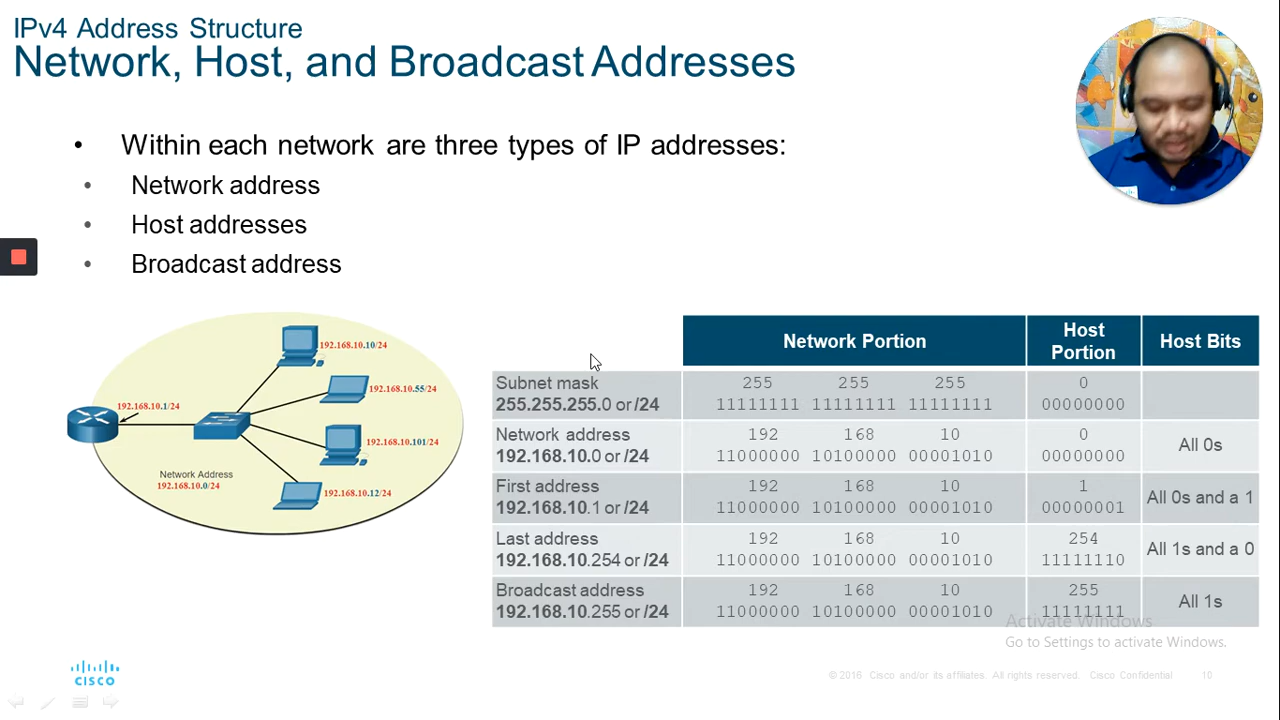 IPv4 Address Structure
Network, Host, and Broadcast Addresses
• Within each network are three types of IP addresses:
• Network address
• Host addresses
• Broadcast address
192.168.10.10/24
192.168.10.55/24
192.168.10.1/24
192.168.10.101/24
Network Address
192.168.10.0/24
192.168.10.12/24
Network Portion Host Portion Host Bits
Subnet mask 255 255 255 0
255.255.255.0 or /24 11111111 11111111 11111111 00000000
Network address 192 168 10 0
192.168.10.0 or /24 11000000 10100000 00001010 00000000 All 0s
First address 192 168 10 1
192.168.10.1 or /24 11000000 10100000 00001010 00000001 All 0s and a 1
Last address 192 168 10 254
192.168.10.254 or /24 11000000 10100000 00001010 11111110 All 1s and a 0
Broadcast address 192 168 10 255
192.168.10.255 or /24 11000000 10100000 00001010 11111111 All 1s
Activate Windows
Go to Settings to activate Windows.
CISCO
© 2016 Cisco and/or its affiliates. All rights reserved. Cisco Confidential 10